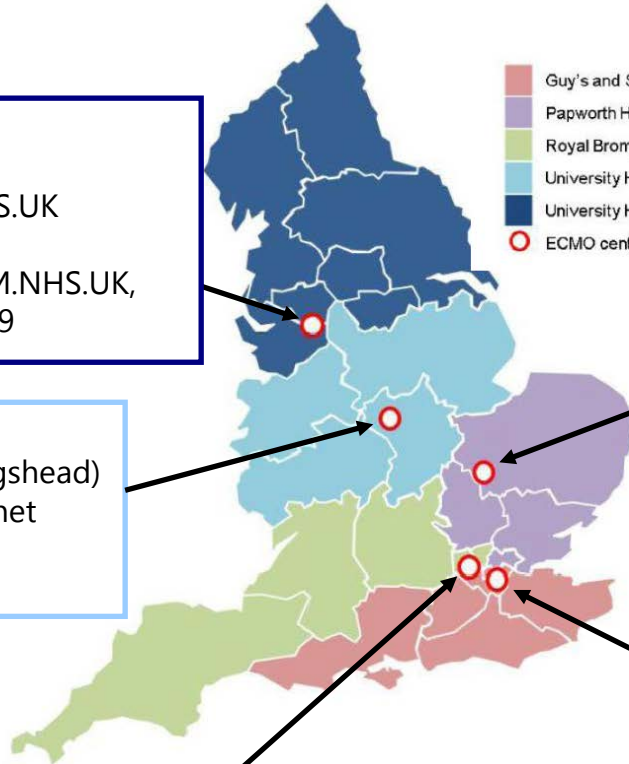 S.UK
M.NHS.UK,
9
gshead)
net
Guy's and S
Papworth H
Royal Brom
University H
University H
ECMO cent